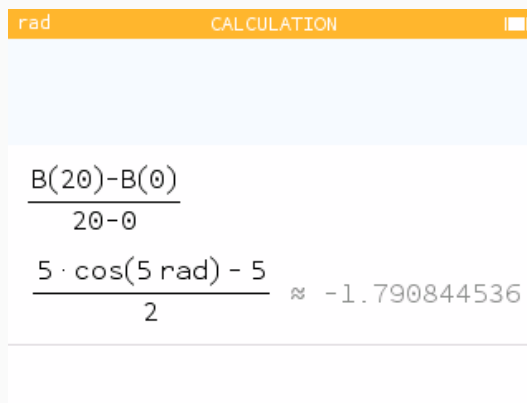 rad CALCULATION
B(20)-B(0)
20-0
5 · cos(5 rad) - 5
2
≈ -1.790844536